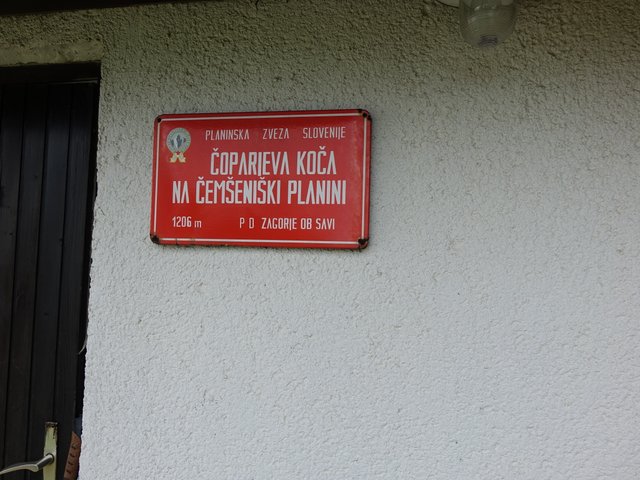 PLANINSKA ZVEZA SLOVENIJE
ČOPARJEVA KOČA
NA ČEMŠENIŠKI PLANINI
1206 m P D ZAGORJE OB SAVI